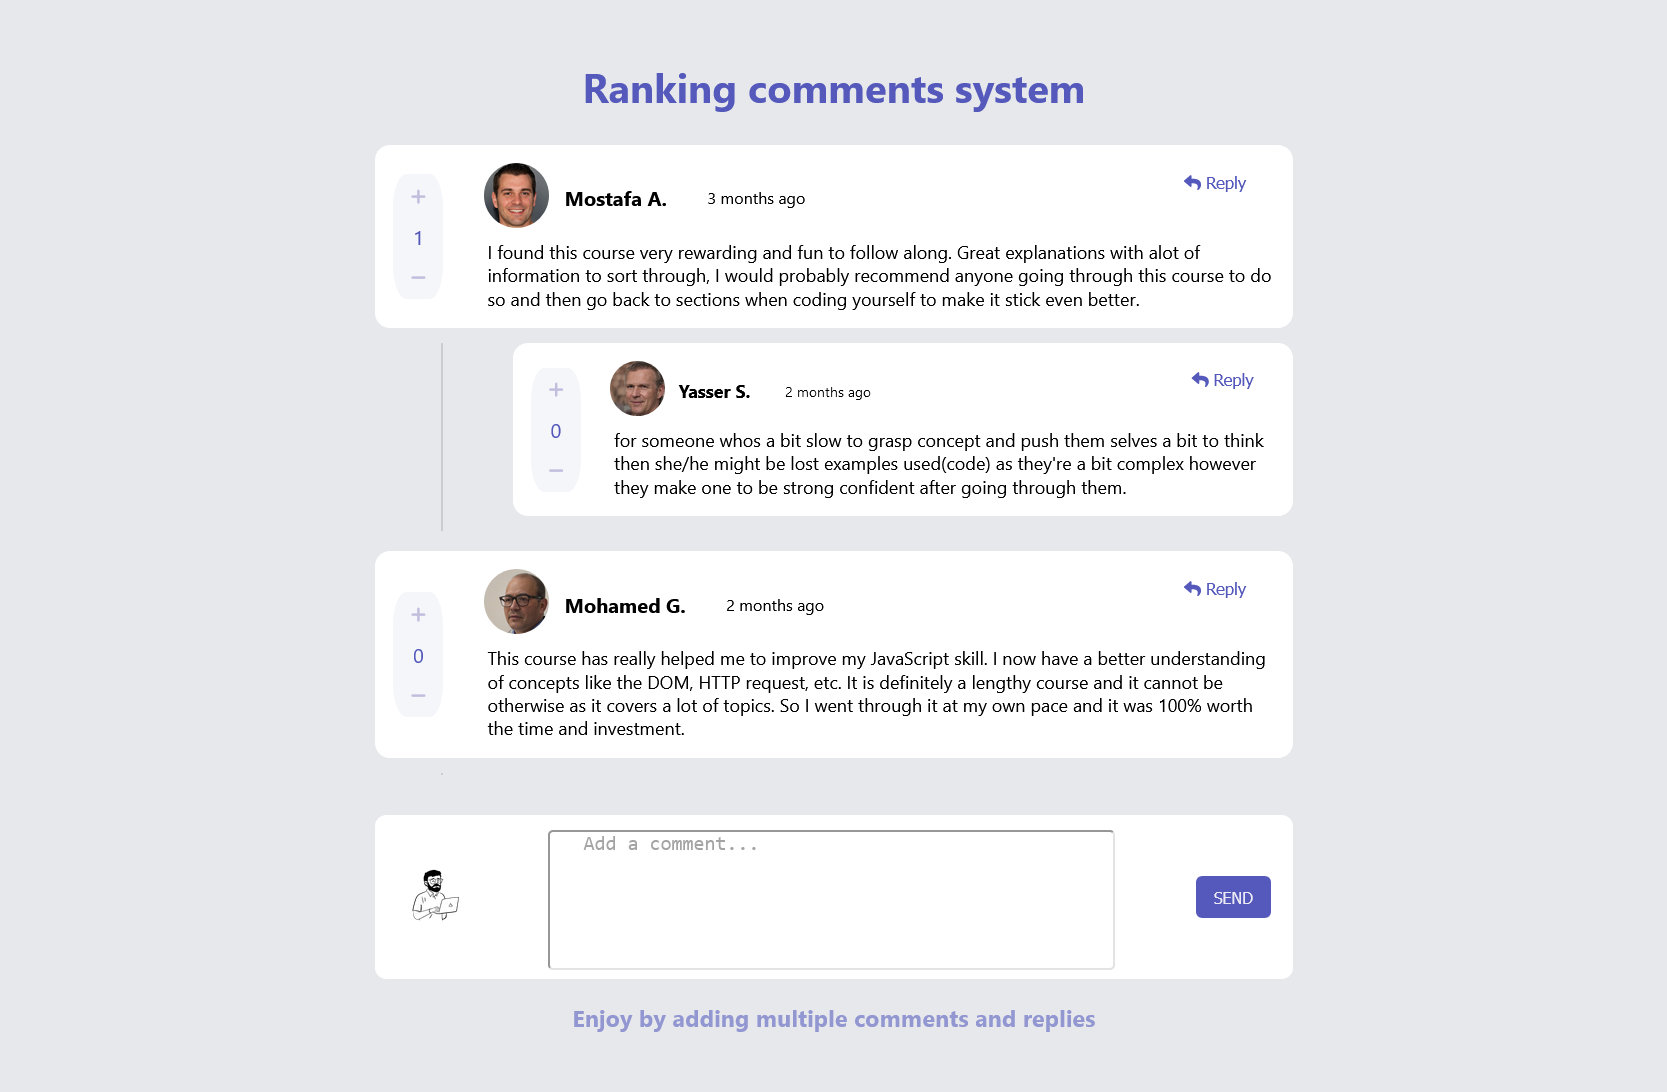 Ranking comments system
+
1
−
Mostafa A. 3 months ago
Reply
I found this course very rewarding and fun to follow along. Great explanations with alot of
information to sort through, I would probably recommend anyone going through this course to do
so and then go back to sections when coding yourself to make it stick even better.
+
0
−
Yasser S. 2 months ago
Reply
for someone whos a bit slow to grasp concept and push them selves a bit to think
then she/he might be lost examples used(code) as they're a bit complex however
they make one to be strong confident after going through them.
+
0
−
Mohamed G. 2 months ago
Reply
This course has really helped me to improve my JavaScript skill. I now have a better understanding
of concepts like the DOM, HTTP request, etc. It is definitely a lengthy course and it cannot be
otherwise as it covers a lot of topics. So I went through it at my own pace and it was 100% worth
the time and investment.
Add a comment...
SEND
Enjoy by adding multiple comments and replies